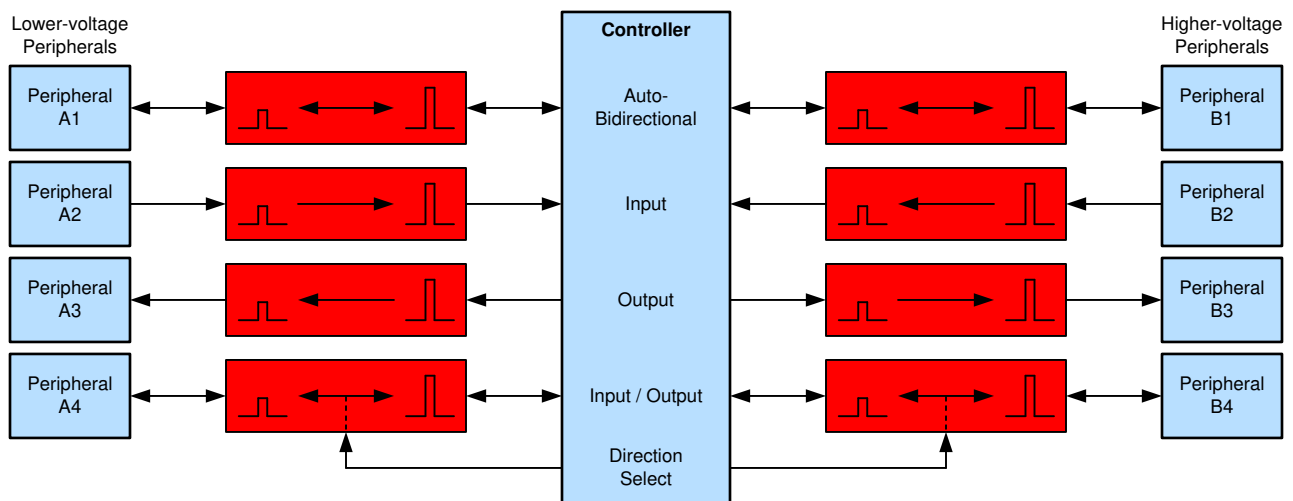 Lower-voltage
Peripherals
Controller
Higher-voltage
Peripherals
Peripheral
A1
Auto-
Bidirectional
Peripheral
B1
Peripheral
A2
Input
Peripheral
B2
Peripheral
A3
Output
Peripheral
B3
Peripheral
A4
Input / Output
Peripheral
B4
Direction
Select